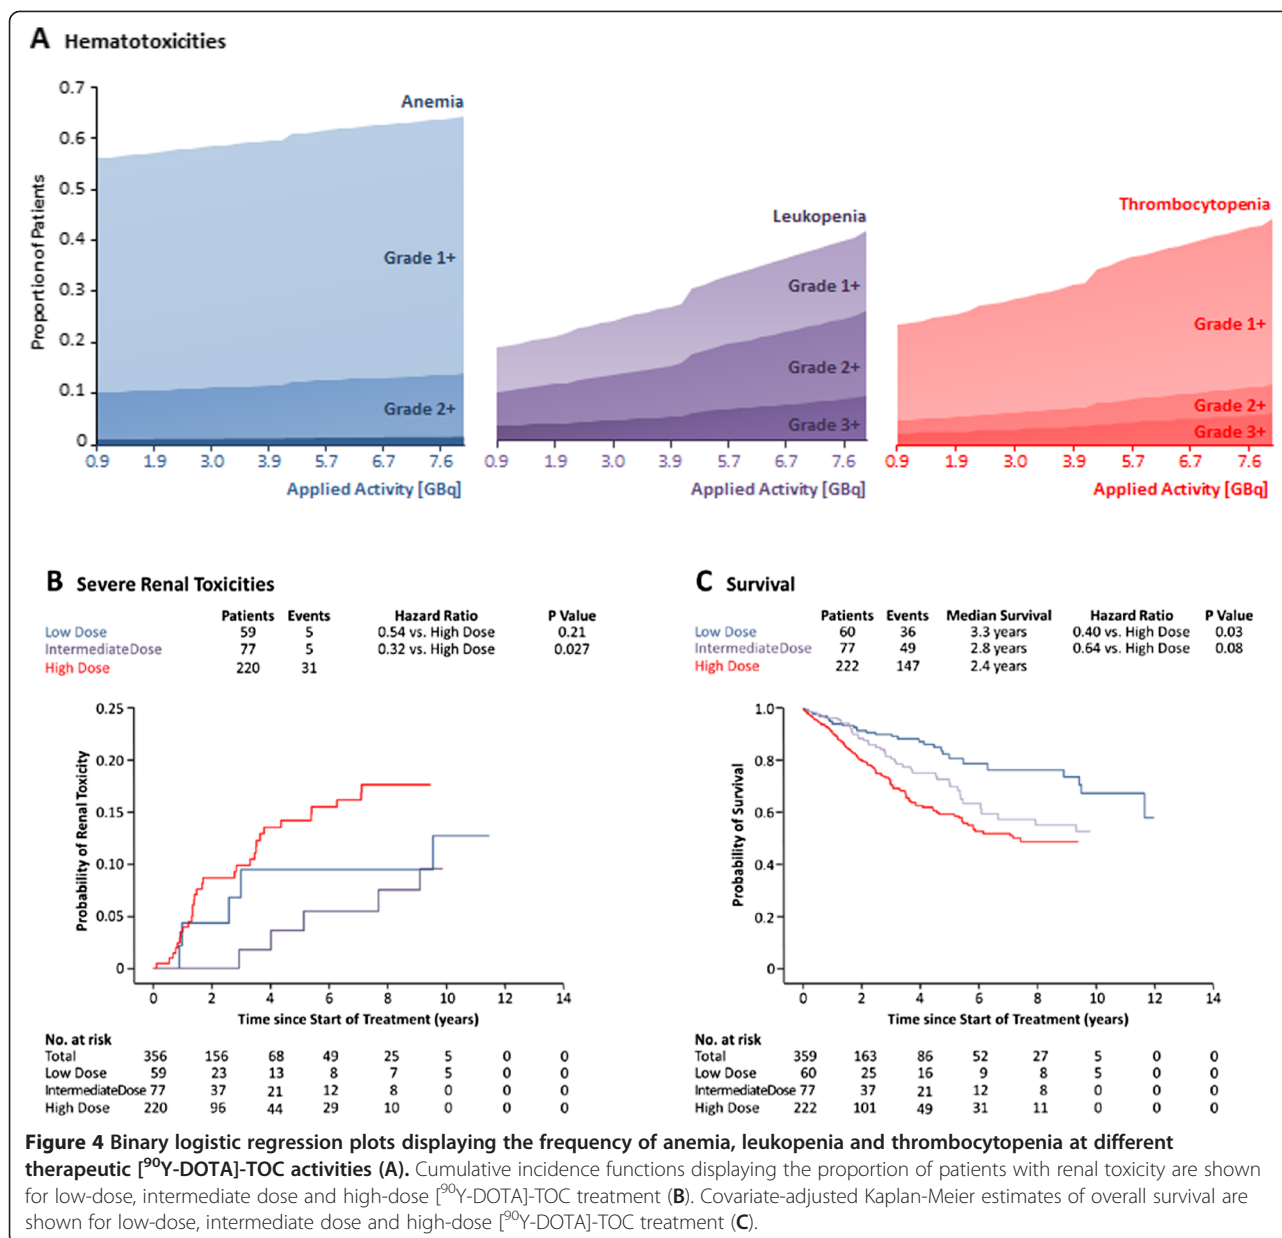 A Hematotoxicities
Proportion of Patients
0.7
0.6
0.5
0.4
0.3
0.2
0.1
0
Anemia
Grade 1+
Grade 2+
0.9 1.9 3.0 3.9 5.7 6.7 7.6
Applied Activity [GBq]
Leukopenia
Grade 1+
Grade 2+
Grade 3+
0.9 1.9 3.0 3.9 5.7 6.7 7.6
Applied Activity [GBq]
Thrombocytopenia
Grade 1+
Grade 2+
Grade 3+
0.9 1.9 3.0 3.9 5.7 6.7 7.6
Applied Activity [GBq]
B Severe Renal Toxicities
Patients Events Hazard Ratio P Value
Low Dose 59 5 0.54 vs. High Dose 0.21
IntermediateDose 77 5 0.32 vs. High Dose 0.027
High Dose 220 31
Probability of Renal Toxicity
0.25
0.20
0.15
0.10
0.05
0
0 2 4 6 8 10 12 14
Time since Start of Treatment (years)
No. at risk
Total 356 156 68 49 25 5 0 0
Low Dose 59 23 13 8 7 5 0 0
IntermediateDose 77 37 21 12 8 0 0 0
High Dose 220 96 44 29 10 0 0 0
C Survival
Patients Events Median Survival Hazard Ratio P Value
Low Dose 60 36 3.3 years 0.40 vs. High Dose 0.03
IntermediateDose 77 49 2.8 years 0.64 vs. High Dose 0.08
High Dose 222 147 2.4 years
Probability of Survival
1.0
0.8
0.6
0.4
0.2
0
0 2 4 6 8 10 12 14
Time since Start of Treatment (years)
No. at risk
Total 359 163 86 52 27 5 0 0
Low Dose 60 25 16 9 8 5 0 0
IntermediateDose 77 37 21 12 8 0 0 0
High Dose 222 101 49 31 11 0 0 0
Figure 4 Binary logistic regression plots displaying the frequency of anemia, leukopenia and thrombocytopenia at different
therapeutic [⁹⁰Y-DOTA]-TOC activities (A). Cumulative incidence functions displaying the proportion of patients with renal toxicity are shown
for low-dose, intermediate dose and high-dose [⁹⁰Y-DOTA]-TOC treatment (B). Covariate-adjusted Kaplan-Meier estimates of overall survival are
shown for low-dose, intermediate dose and high-dose [⁹⁰Y-DOTA]-TOC treatment (C).